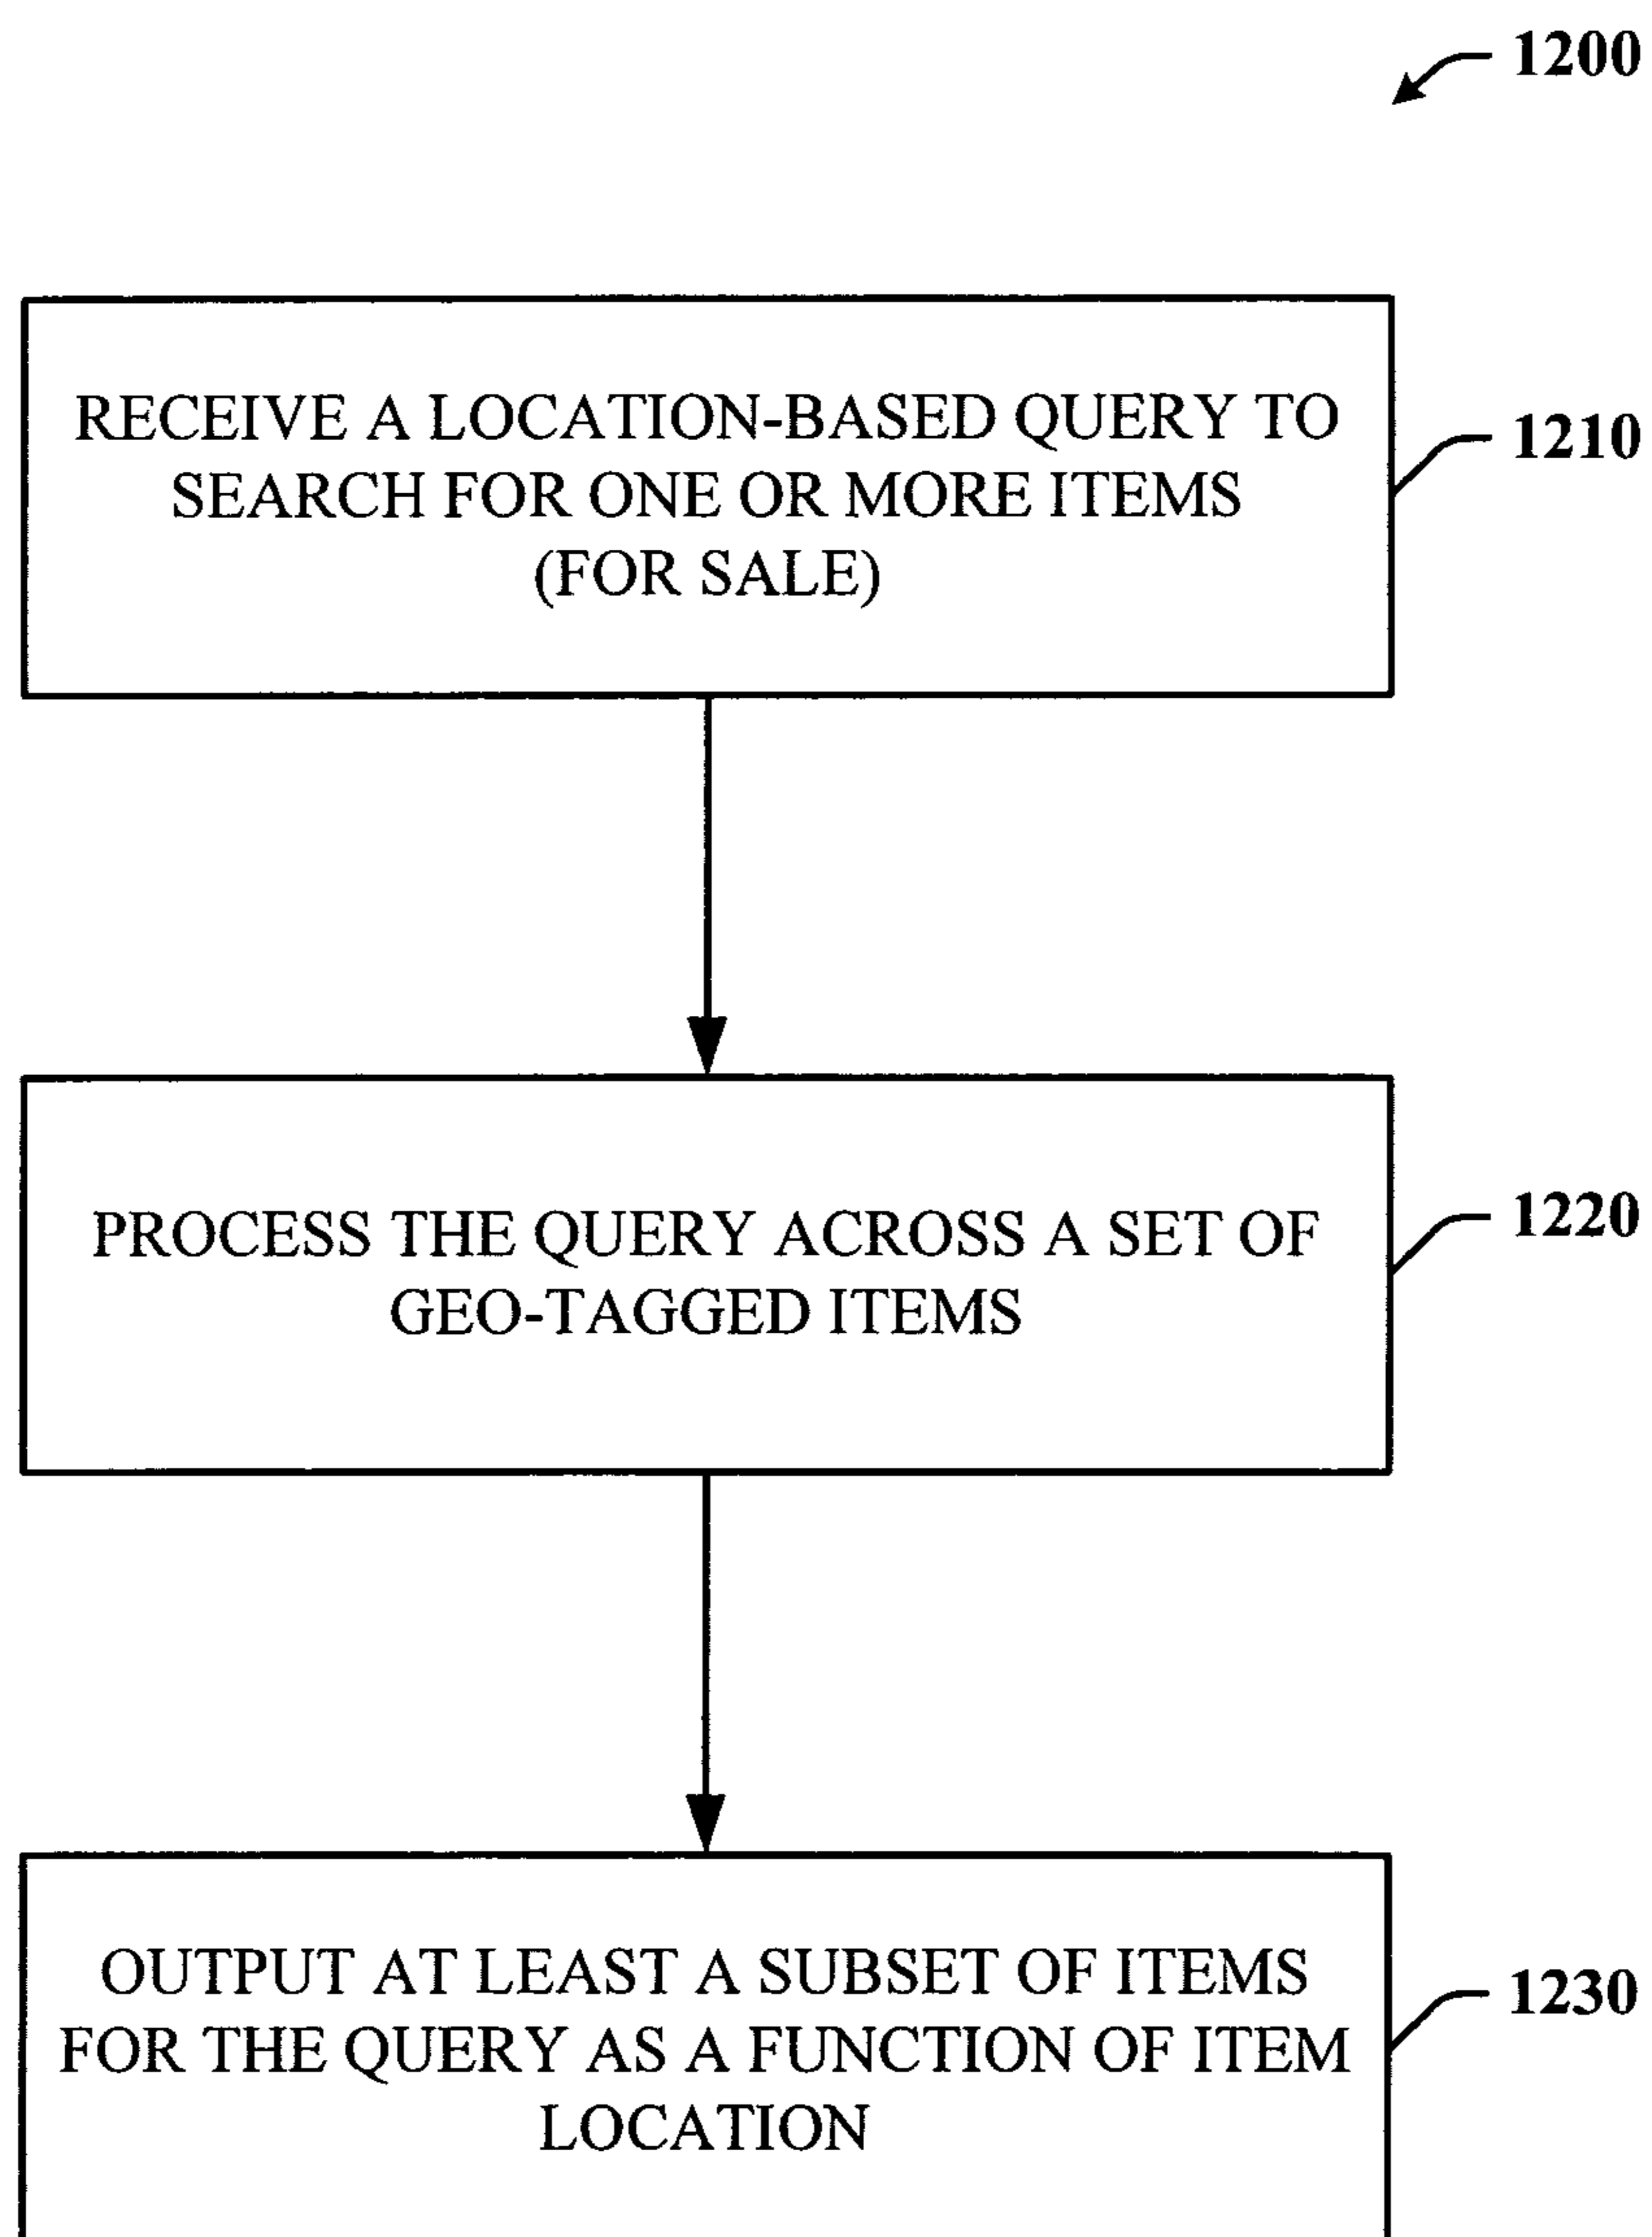 1200
RECEIVE A LOCATION-BASED QUERY TO
SEARCH FOR ONE OR MORE ITEMS
(FOR SALE)
1210
PROCESS THE QUERY ACROSS A SET OF
GEO-TAGGED ITEMS
1220
OUTPUT AT LEAST A SUBSET OF ITEMS
FOR THE QUERY AS A FUNCTION OF ITEM
LOCATION
1230